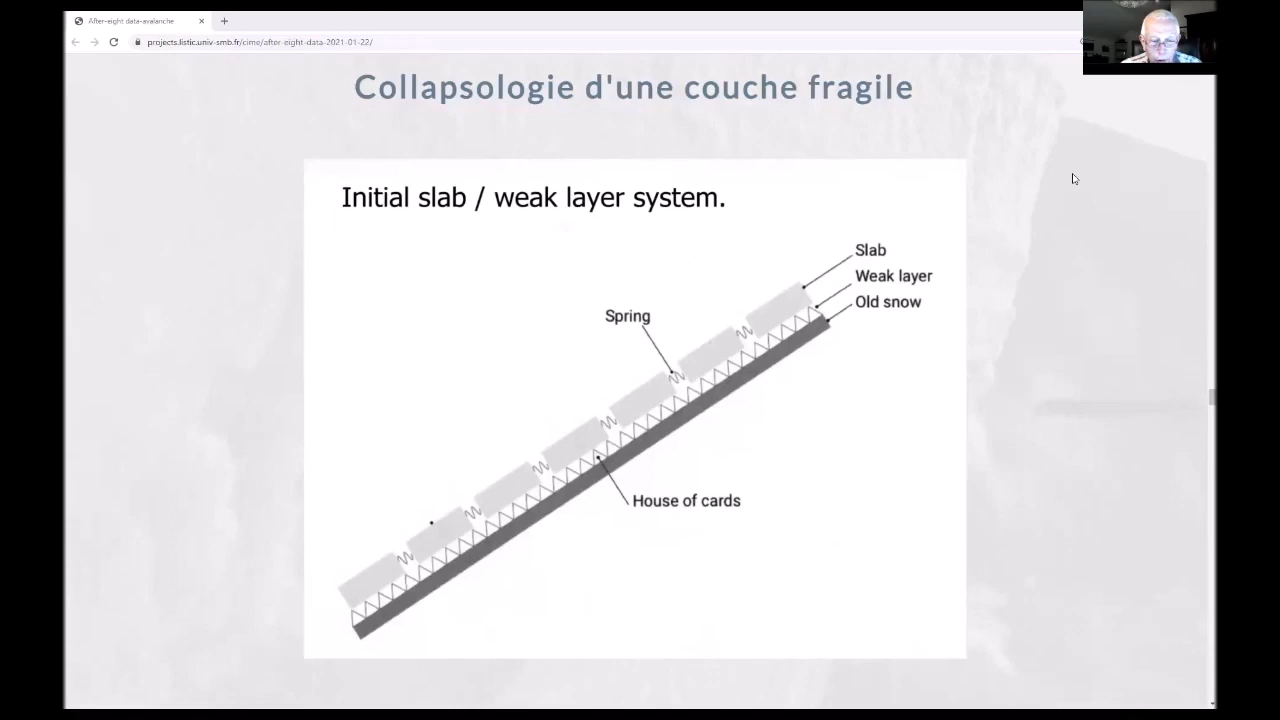 After-eight data-avalanche
projects.listic.univ-smb.fr/cime/after-eight-data-2021-01-22/
Collapsologie d'une couche fragile
Initial slab / weak layer system.
Slab
Weak layer
Old snow
Spring
House of cards